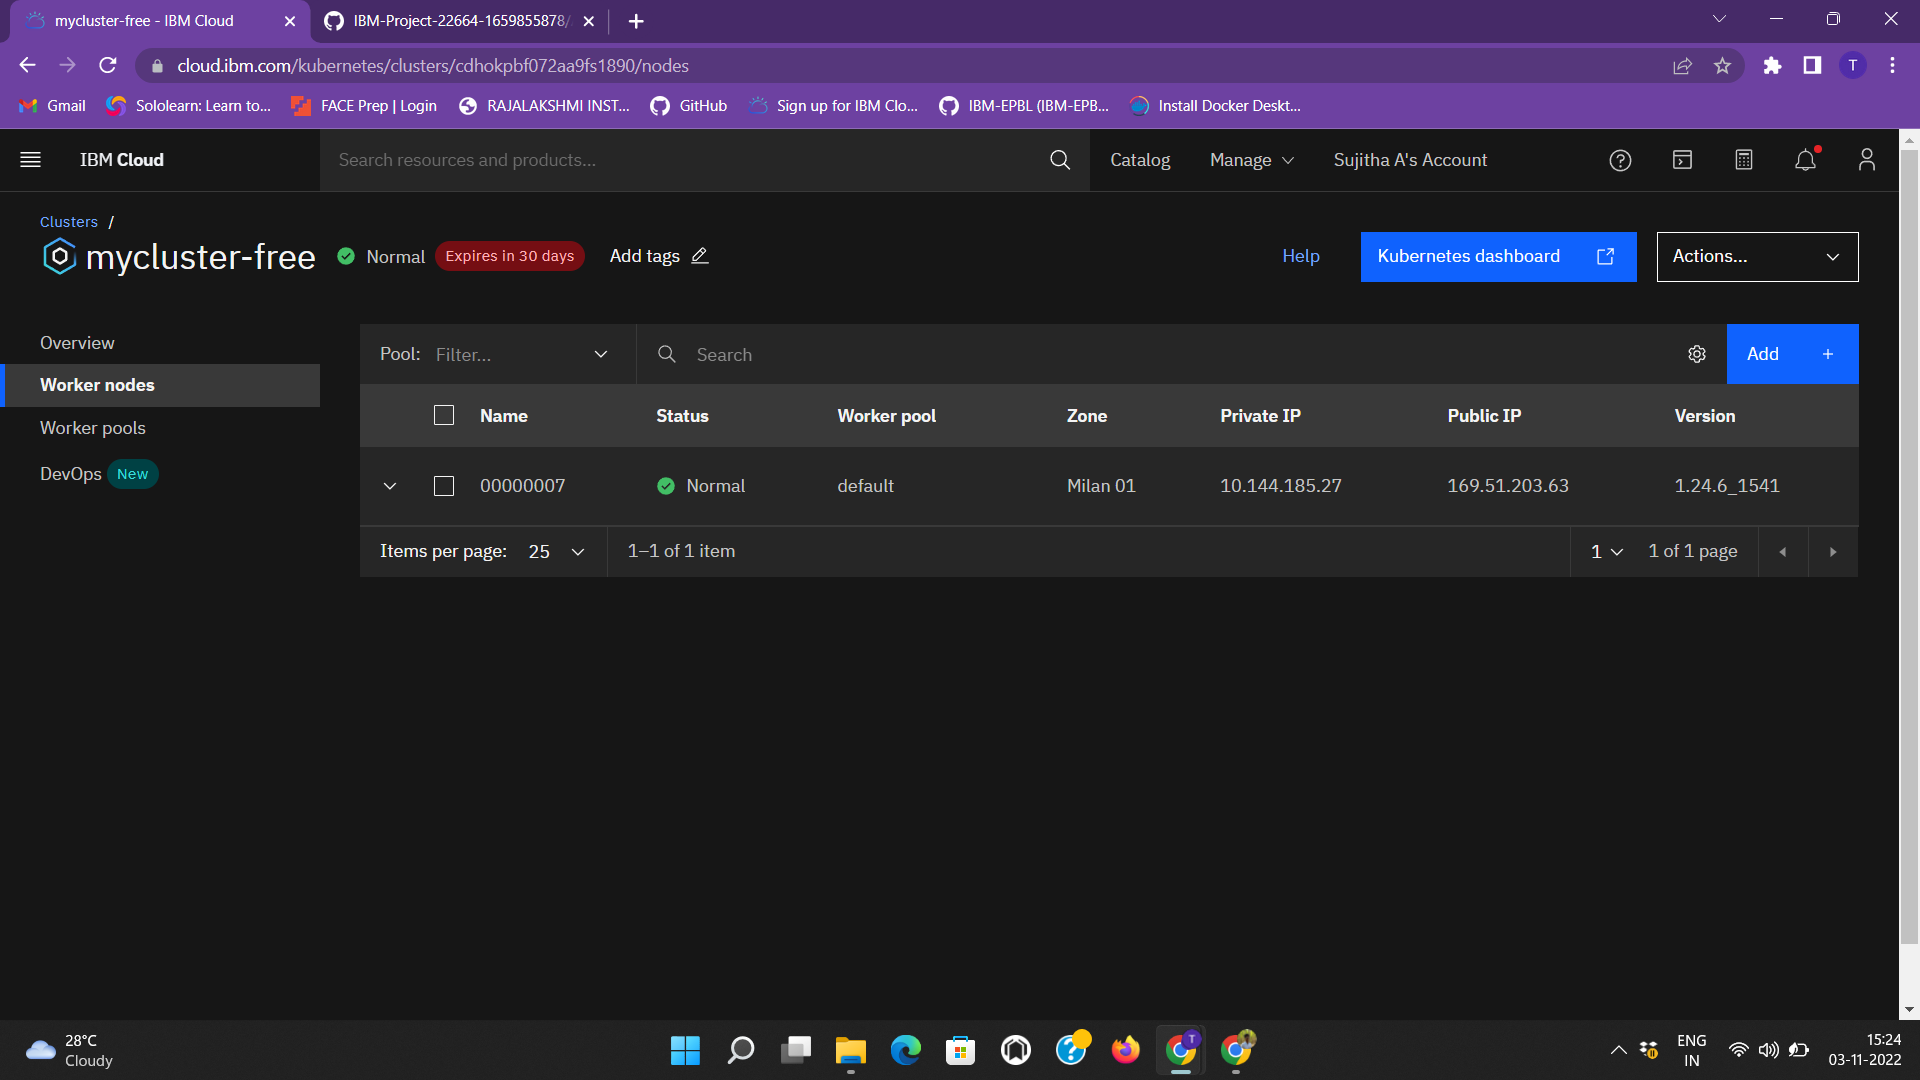 mycluster-free - IBM Cloud
IBM-Project-22664-1659855878/
cloud.ibm.com/kubernetes/clusters/cdhokpbf072aa9fs1890/nodes
T
Gmail
Sololearn: Learn to...
FACE Prep | Login
RAJALAKSHMI INST...
GitHub
Sign up for IBM Clo...
IBM-EPBL (IBM-EPB...
Install Docker Deskt...
IBM Cloud
Search resources and products...
Catalog
Manage
Sujitha A's Account
Clusters /
mycluster-free
Normal
Expires in 30 days
Add tags
Help
Kubernetes dashboard
Actions...
Overview
Worker nodes
Worker pools
DevOps New
Pool: Filter...
Search
Add +
Name Status Worker pool Zone Private IP Public IP Version
00000007 Normal default Milan 01 10.144.185.27 169.51.203.63 1.24.6_1541
Items per page: 25
1–1 of 1 item
1
1 of 1 page
28°C
Cloudy
T
ENG
IN
15:24
03-11-2022